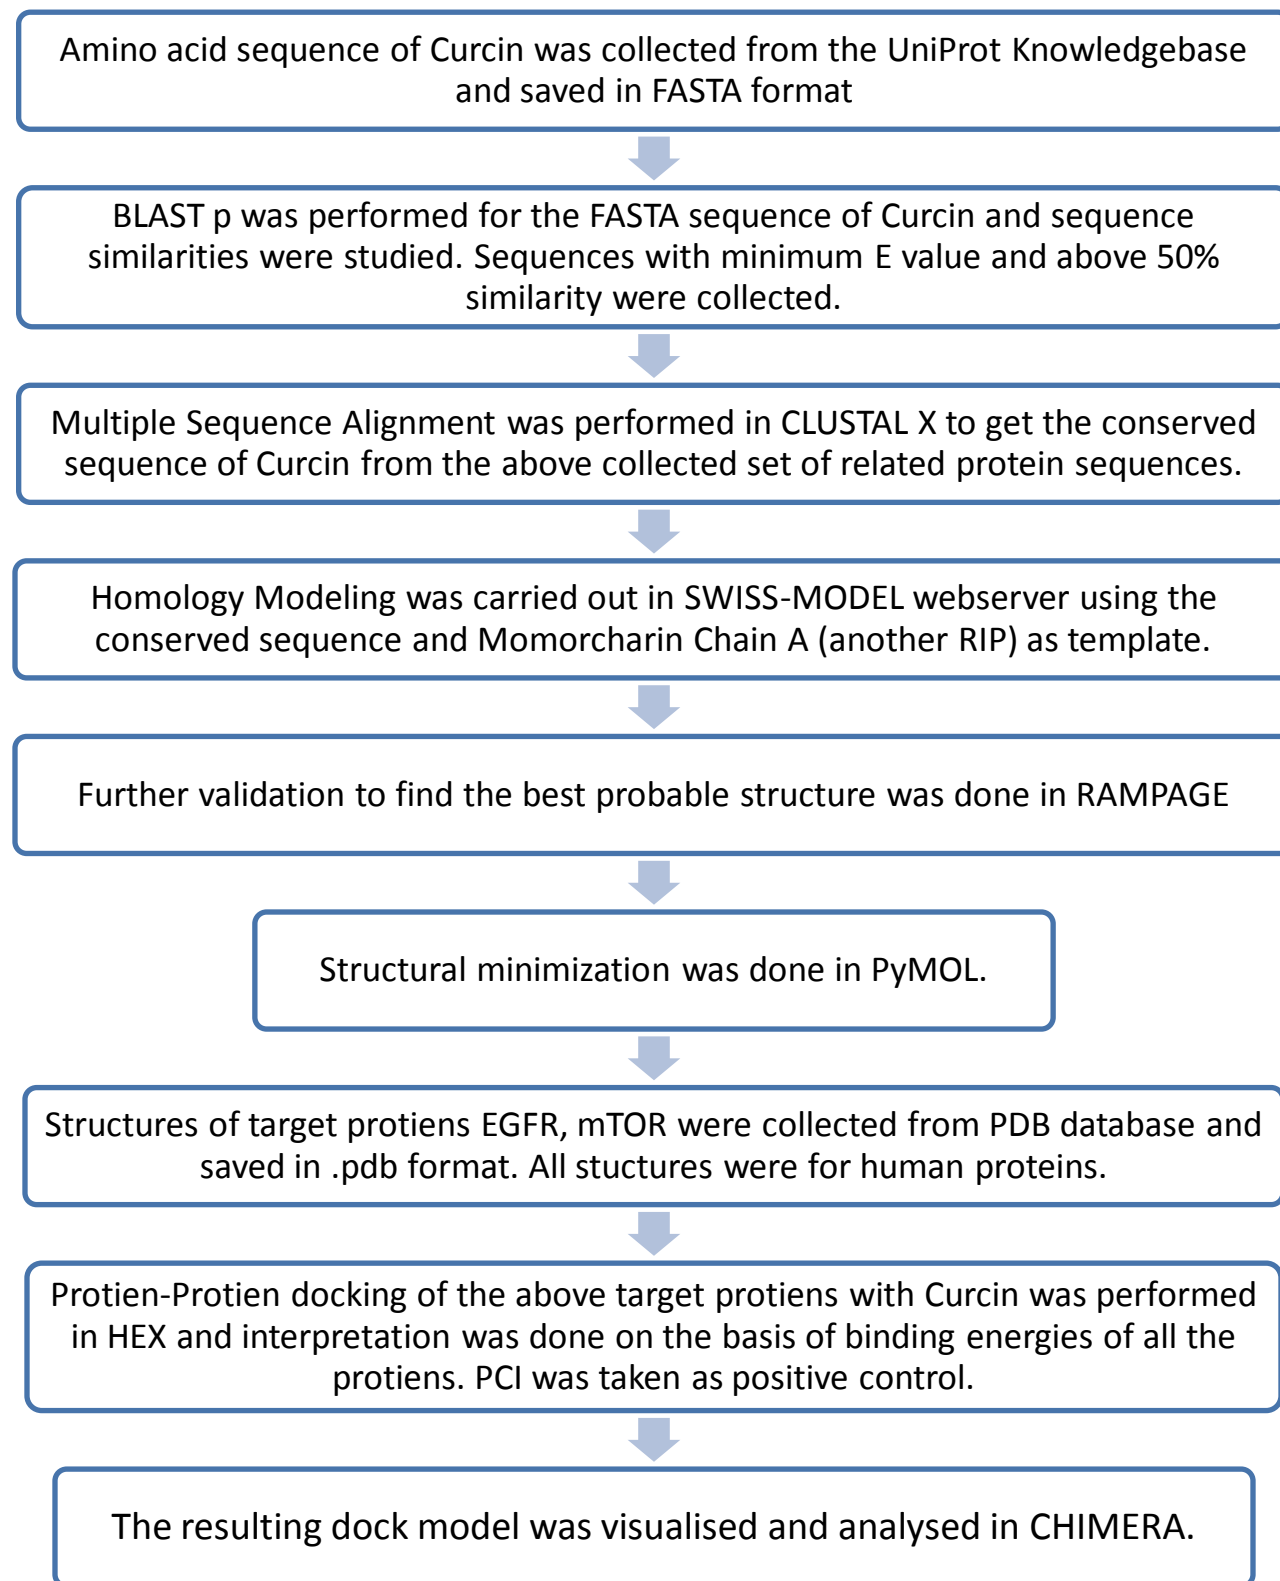 Amino acid sequence of Curcin was collected from the UniProt Knowledgebase
and saved in FASTA format
BLAST p was performed for the FASTA sequence of Curcin and sequence
similarities were studied. Sequences with minimum E value and above 50%
similarity were collected.
Multiple Sequence Alignment was performed in CLUSTAL X to get the conserved
sequence of Curcin from the above collected set of related protein sequences.
Homology Modeling was carried out in SWISS-MODEL webserver using the
conserved sequence and Momorcharin Chain A (another RIP) as template.
Further validation to find the best probable structure was done in RAMPAGE
Structural minimization was done in PyMOL.
Structures of target protiens EGFR, mTOR were collected from PDB database and
saved in .pdb format. All stuctures were for human proteins.
Protien-Protien docking of the above target protiens with Curcin was performed
in HEX and interpretation was done on the basis of binding energies of all the
protiens. PCI was taken as positive control.
The resulting dock model was visualised and analysed in CHIMERA.